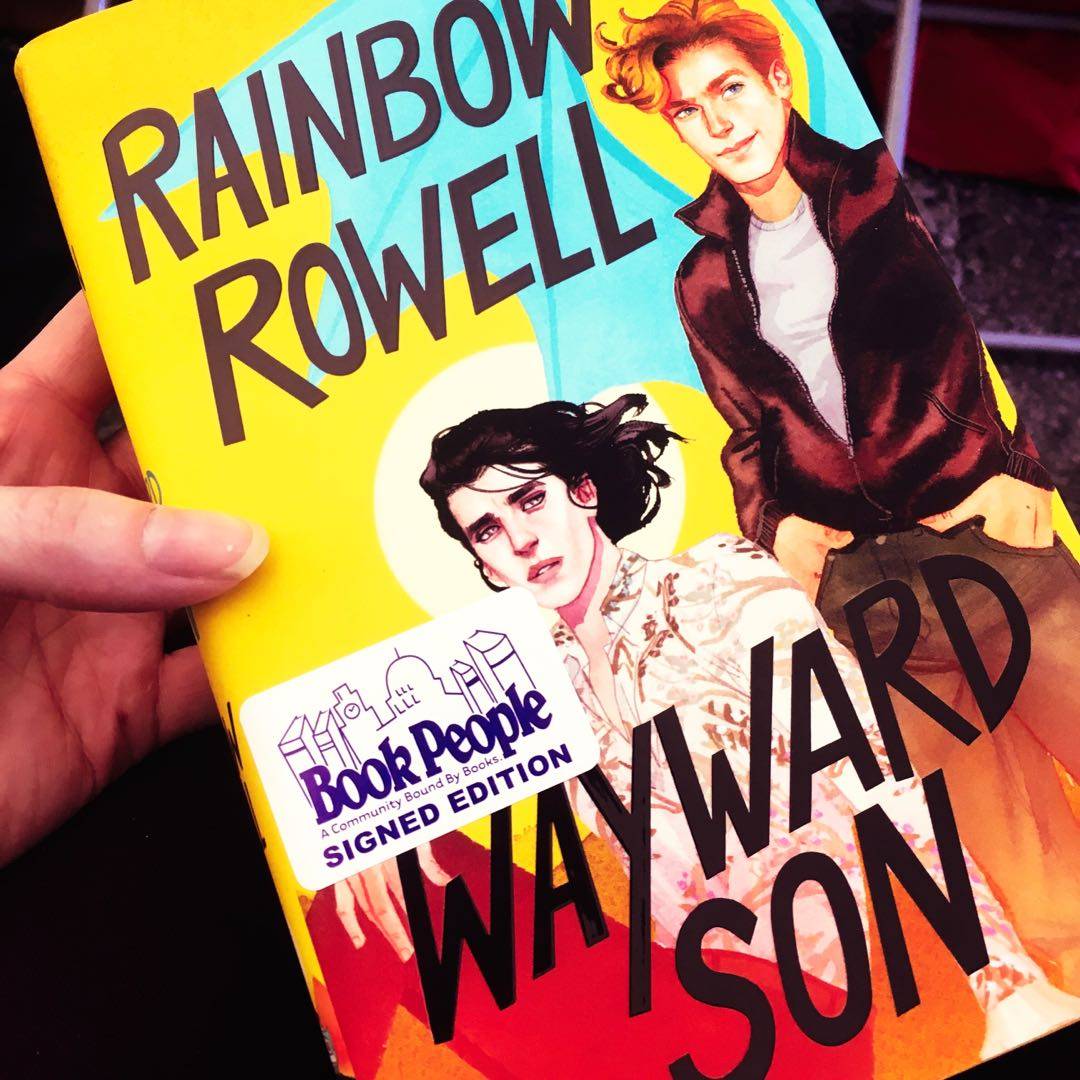 RAINBOW
ROWELL
Book People
A Community Bound By Books.
SIGNED EDITION
WAYWARD
SON